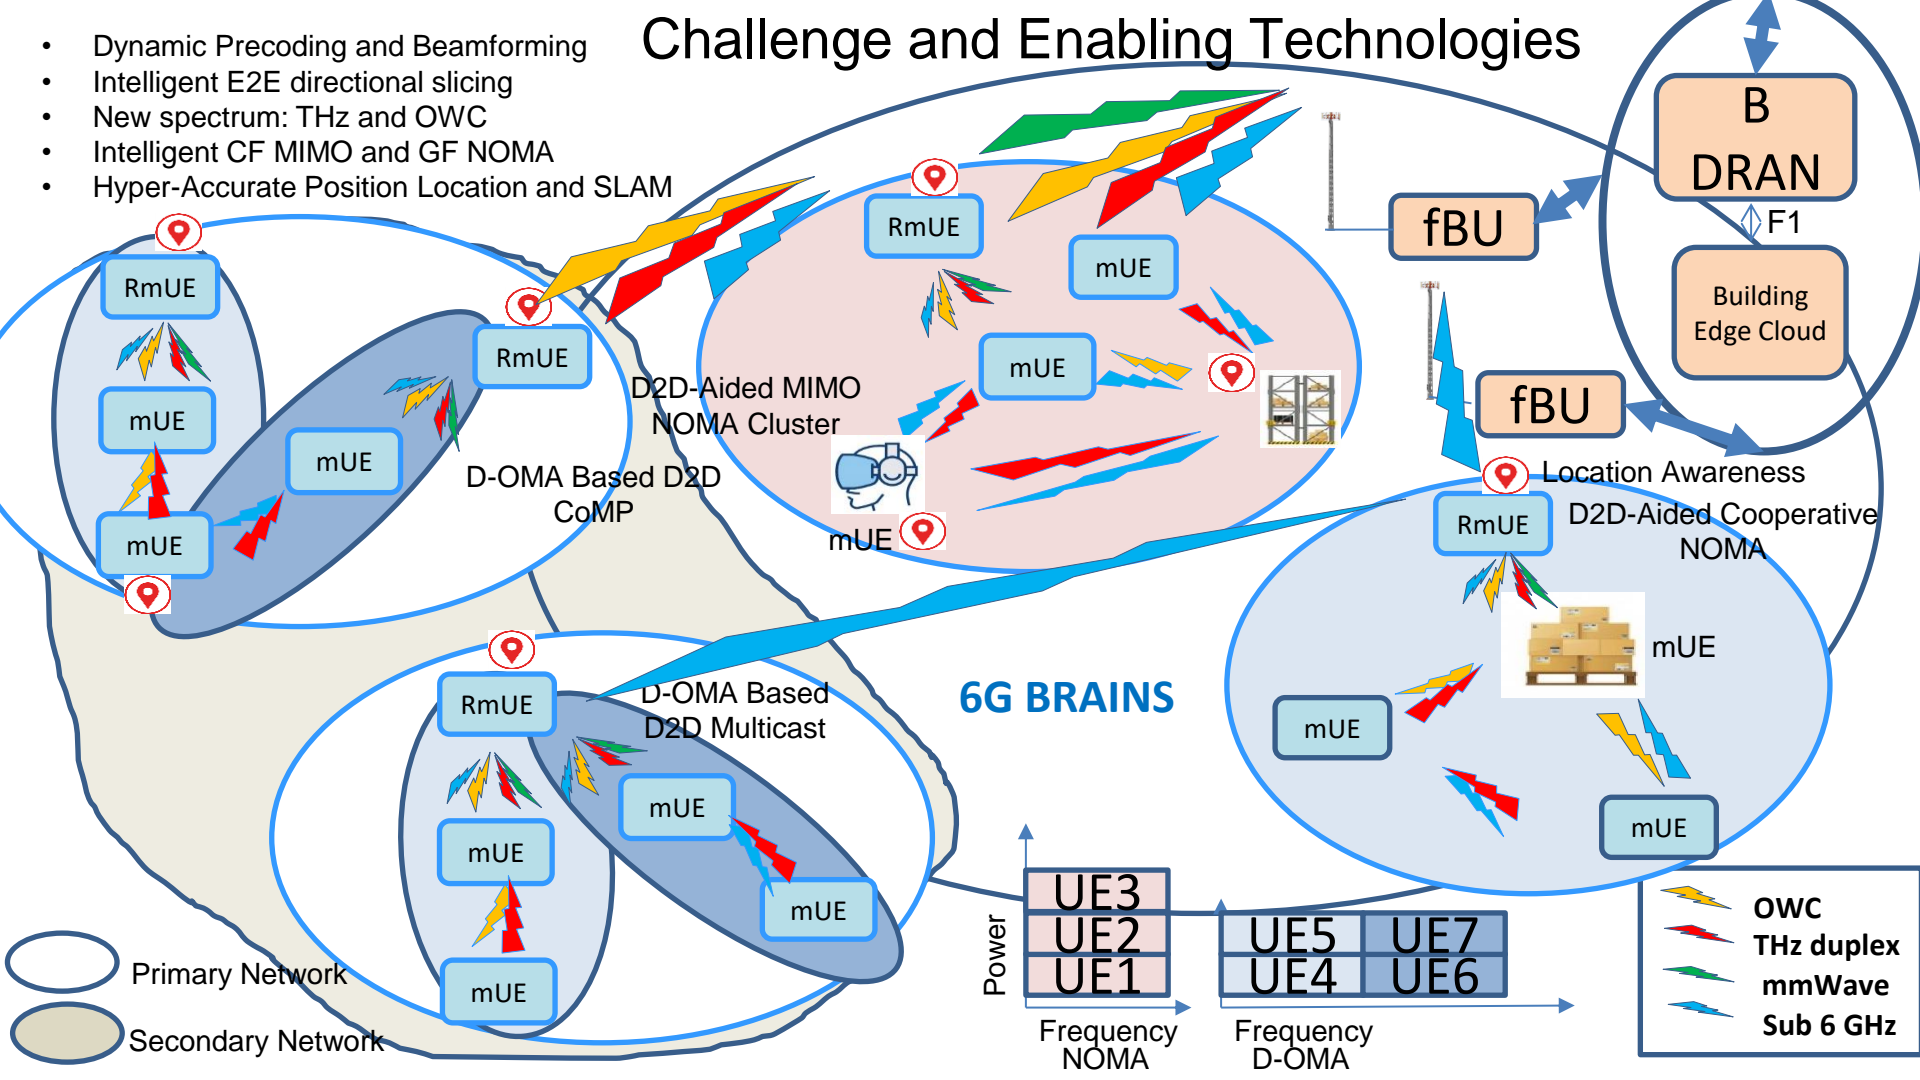 Challenge and Enabling Technologies
• Dynamic Precoding and Beamforming
• Intelligent E2E directional slicing
• New spectrum: THz and OWC
• Intelligent CF MIMO and GF NOMA
• Hyper-Accurate Position Location and SLAM
B
DRAN
F1
Building
Edge Cloud
fBU
fBU
RmUE
mUE
mUE
mUE
RmUE
D-OMA Based D2D
CoMP
RmUE
mUE
mUE
D2D-Aided MIMO
NOMA Cluster
mUE
Location Awareness
RmUE
D2D-Aided Cooperative
NOMA
mUE
mUE
mUE
RmUE
D-OMA Based
D2D Multicast
mUE
mUE
mUE
mUE
6G BRAINS
Primary Network
Secondary Network
Power
UE3
UE2
UE1
Frequency
NOMA
UE5 UE7
UE4 UE6
Frequency
D-OMA
OWC
THz duplex
mmWave
Sub 6 GHz